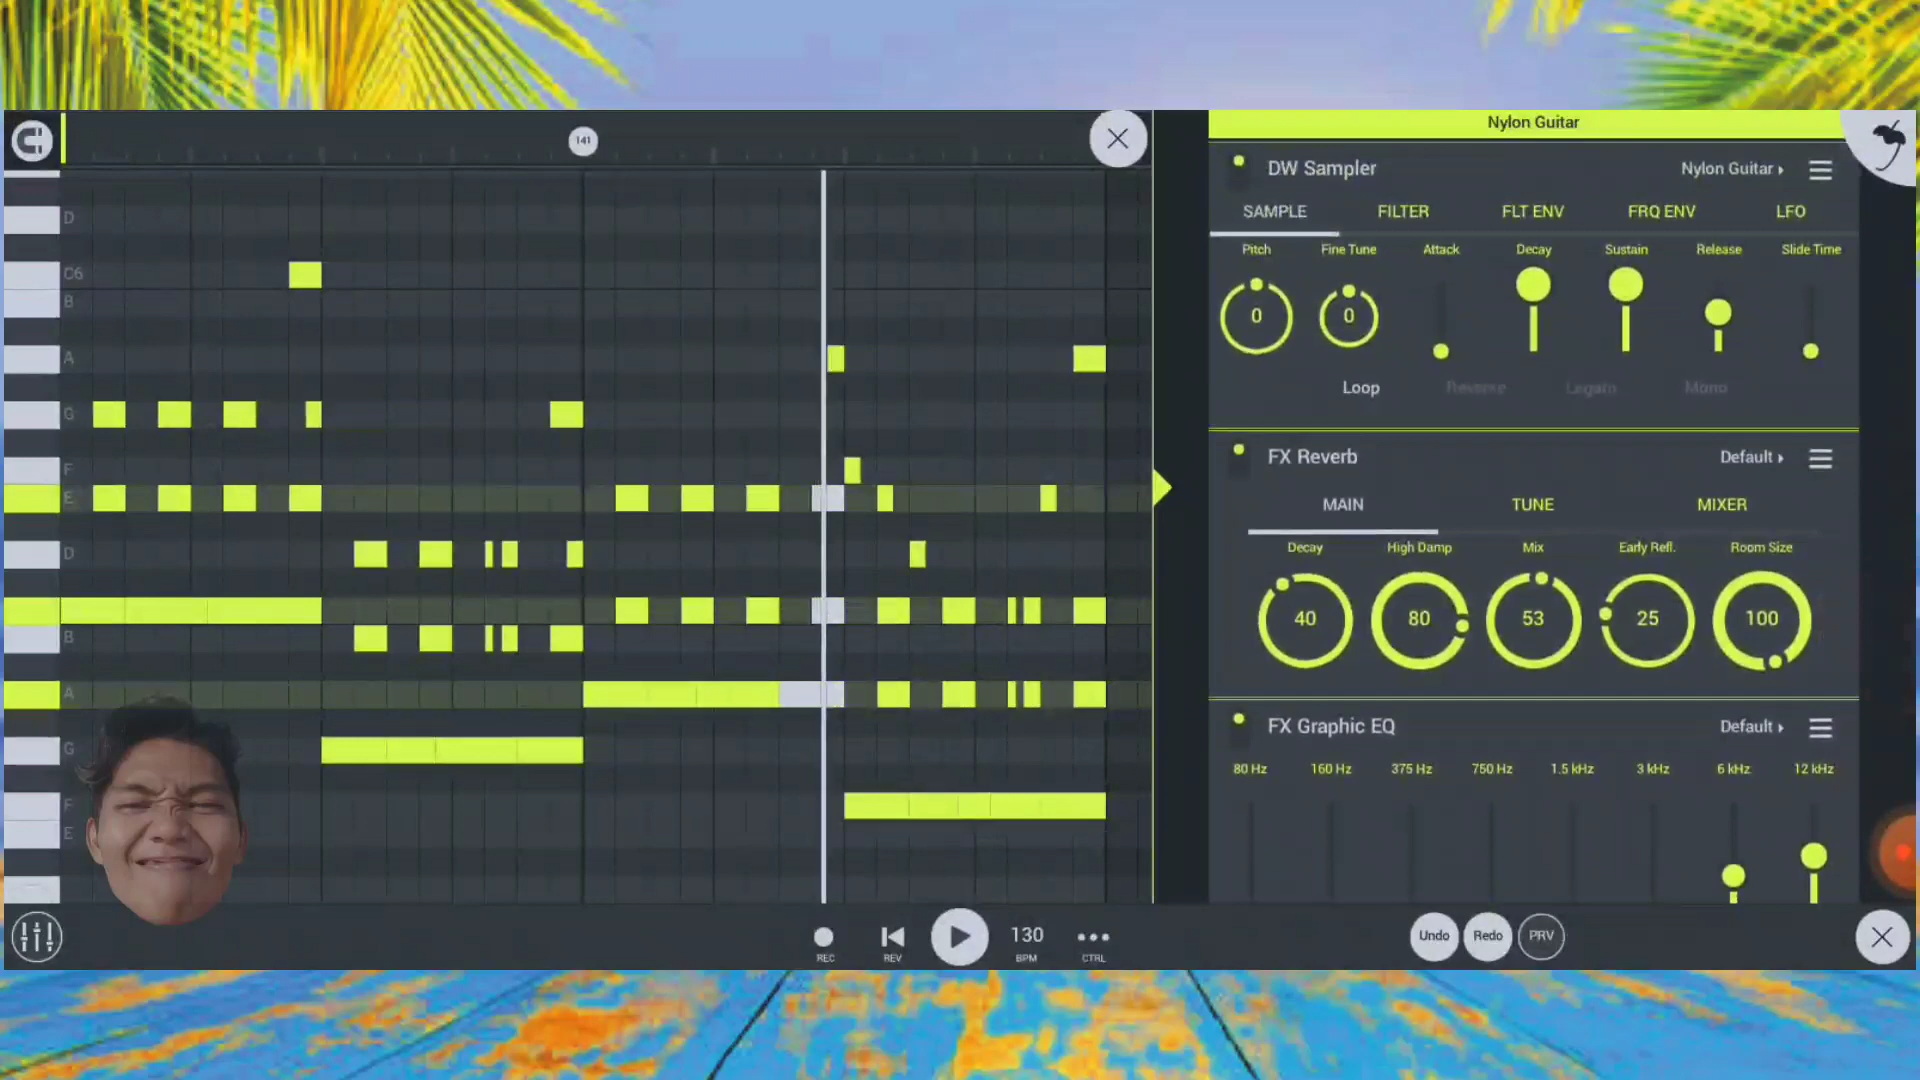 141
Nylon Guitar
DW Sampler
Nylon Guitar
SAMPLE FILTER FLT ENV FRQ ENV LFO
Pitch Fine Tune Attack Decay Sustain Release Slide Time
0 0
Loop Reverse Legato Mono
FX Reverb
Default
MAIN TUNE MIXER
Decay High Damp Mix Early Refl. Room Size
40 80 53 25 100
FX Graphic EQ
Default
80 Hz 160 Hz 375 Hz 750 Hz 1.5 kHz 3 kHz 6 kHz 12 kHz
D
C6
B
A
G
F
E
D
B
A
G
F
E
REC
REV
130
BPM
CTRL
Undo
Redo
PRV